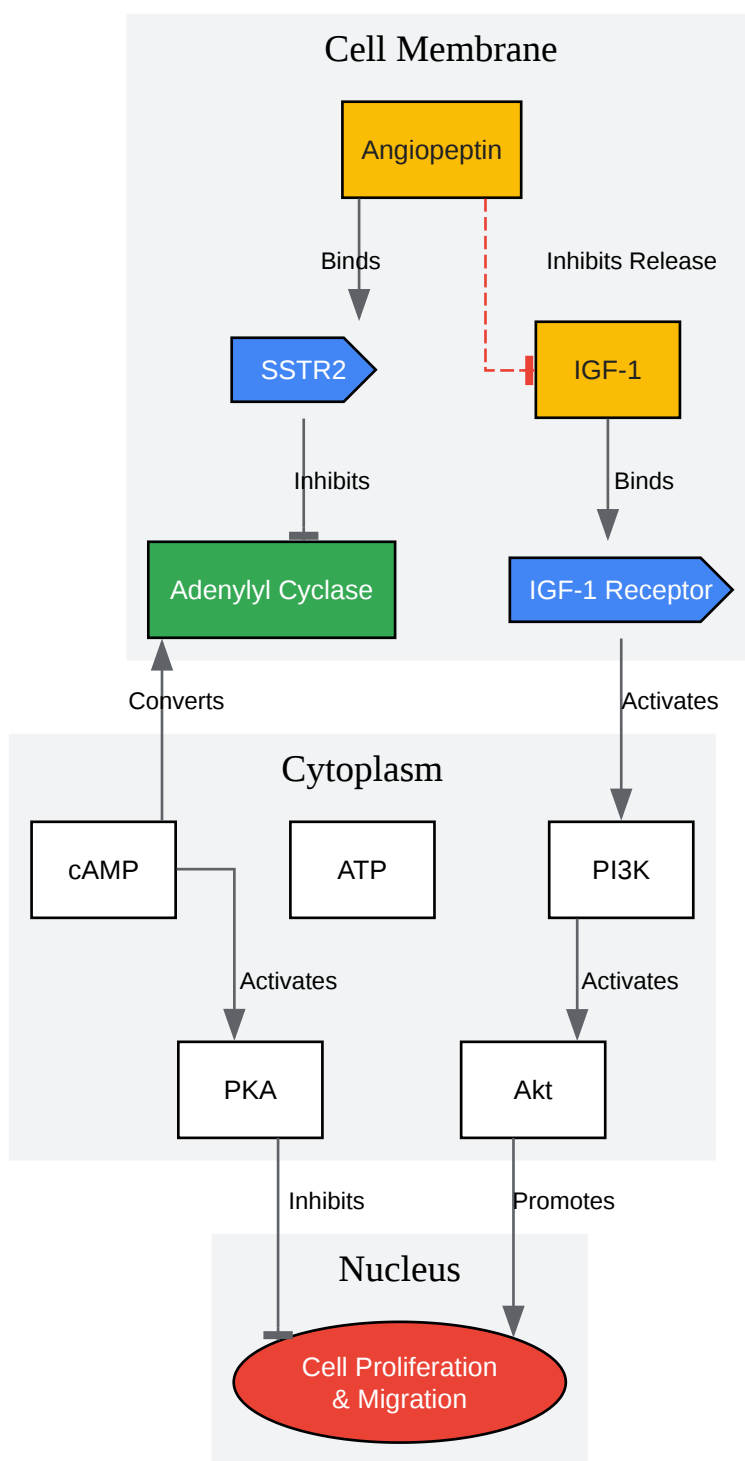 Cell Membrane
Angiopeptin
Binds
Inhibits Release
SSTR2
IGF-1
Inhibits
Binds
Adenylyl Cyclase
IGF-1 Receptor
Converts
Activates
Cytoplasm
cAMP
ATP
PI3K
Activates
Activates
PKA
Akt
Inhibits
Promotes
Nucleus
Cell Proliferation
& Migration